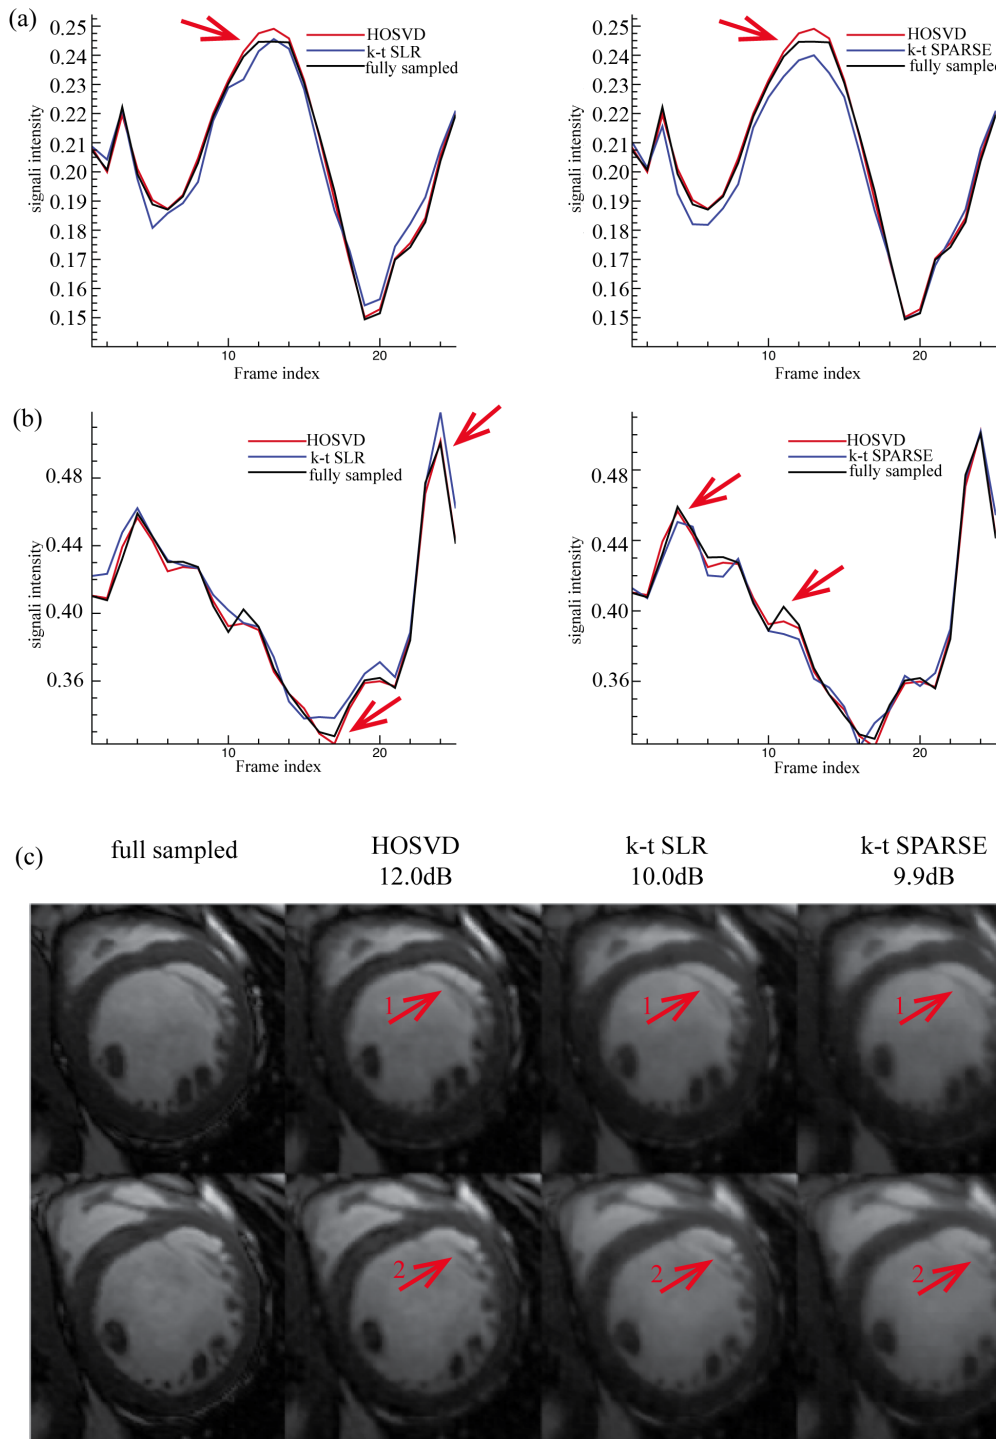 (a)
0.25
0.24
0.23
0.22
0.21
0.20
0.19
0.18
0.17
0.16
0.15
signali intensity
10
20
Frame index
HOSVD
k-t SLR
fully sampled
0.25
0.24
0.23
0.22
0.21
0.20
0.19
0.18
0.17
0.16
0.15
signali intensity
10
20
Frame index
HOSVD
k-t SPARSE
fully sampled
(b)
0.48
0.44
0.40
0.36
signali intensity
10
20
Frame index
HOSVD
k-t SLR
fully sampled
0.48
0.44
0.40
0.36
signali intensity
10
20
Frame index
HOSVD
k-t SPARSE
fully sampled
(c)
full sampled
HOSVD
12.0dB
k-t SLR
10.0dB
k-t SPARSE
9.9dB
1
1
1
2
2
2